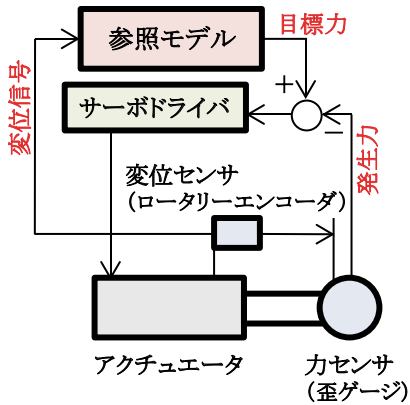 参照モデル
目標力
サーボドライバ
+
−
変位信号
発生力
変位センサ
(ロータリーエンコーダ)
アクチュエータ
力センサ
(歪ゲージ)